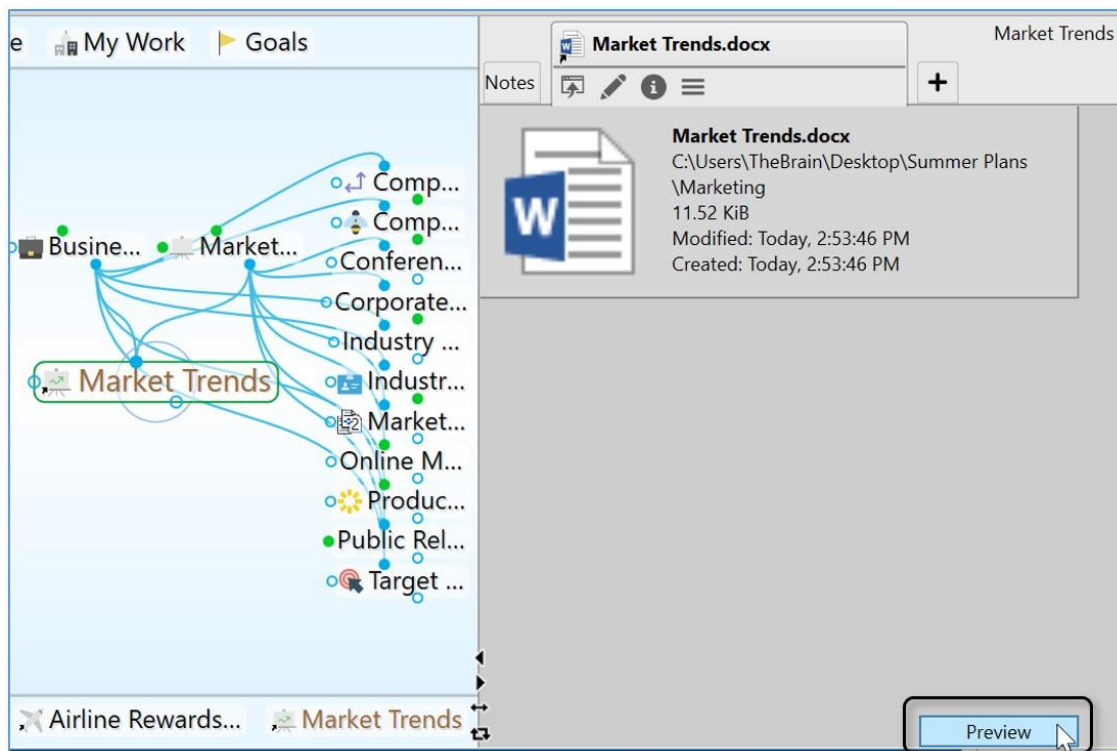 e
My Work
Goals
Market Trends.docx
Market Trends
Notes
+
Market Trends.docx
C:\Users\TheBrain\Desktop\Summer Plans
\Marketing
11.52 KiB
Modified: Today, 2:53:46 PM
Created: Today, 2:53:46 PM
W
Busine...
Market...
Comp...
Comp...
Conferen...
Corporate...
Industry ...
Industr...
Market...
Online M...
Produc...
Public Rel...
Target ...
Market Trends
Airline Rewards...
Market Trends
Preview